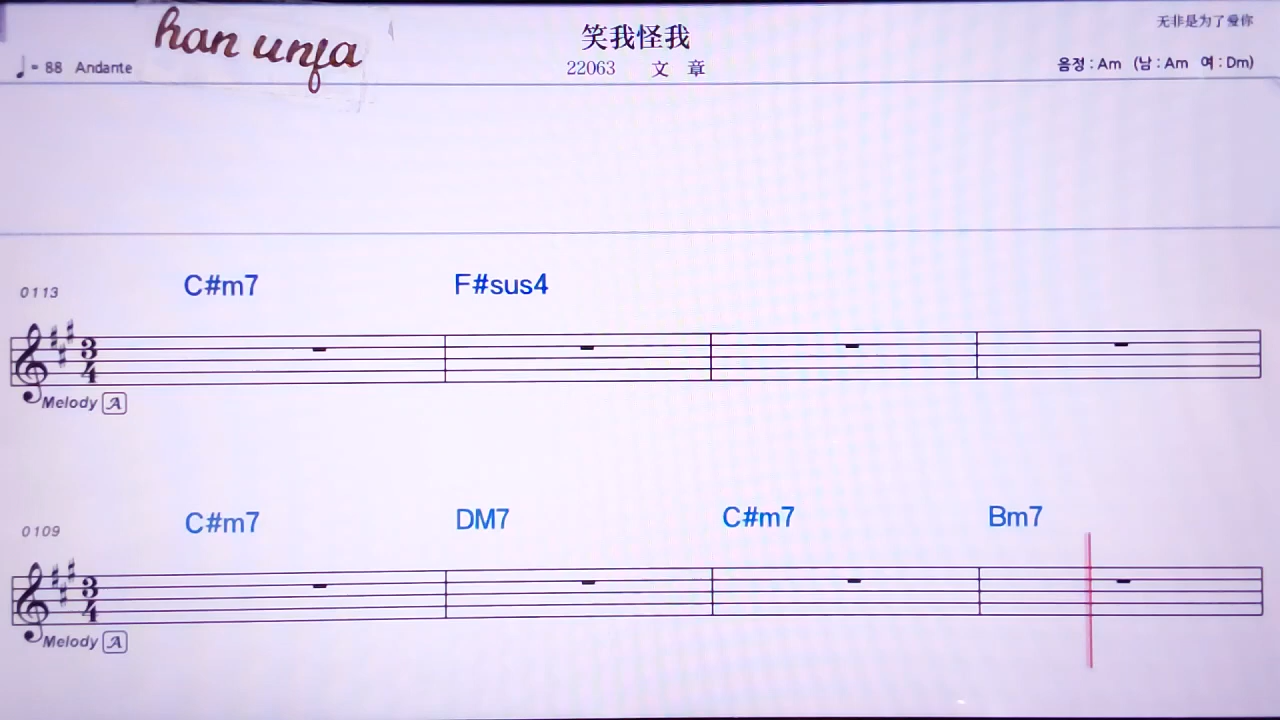 han unfa
笑我怪我
无非是为了爱你
♩= 88 Andante
22063 文 章
음정 : Am (남 : Am 여 : Dm)
0113
C#m7 F#sus4
3
4
Melody A
0109
C#m7 DM7 C#m7 Bm7
3
4
Melody A